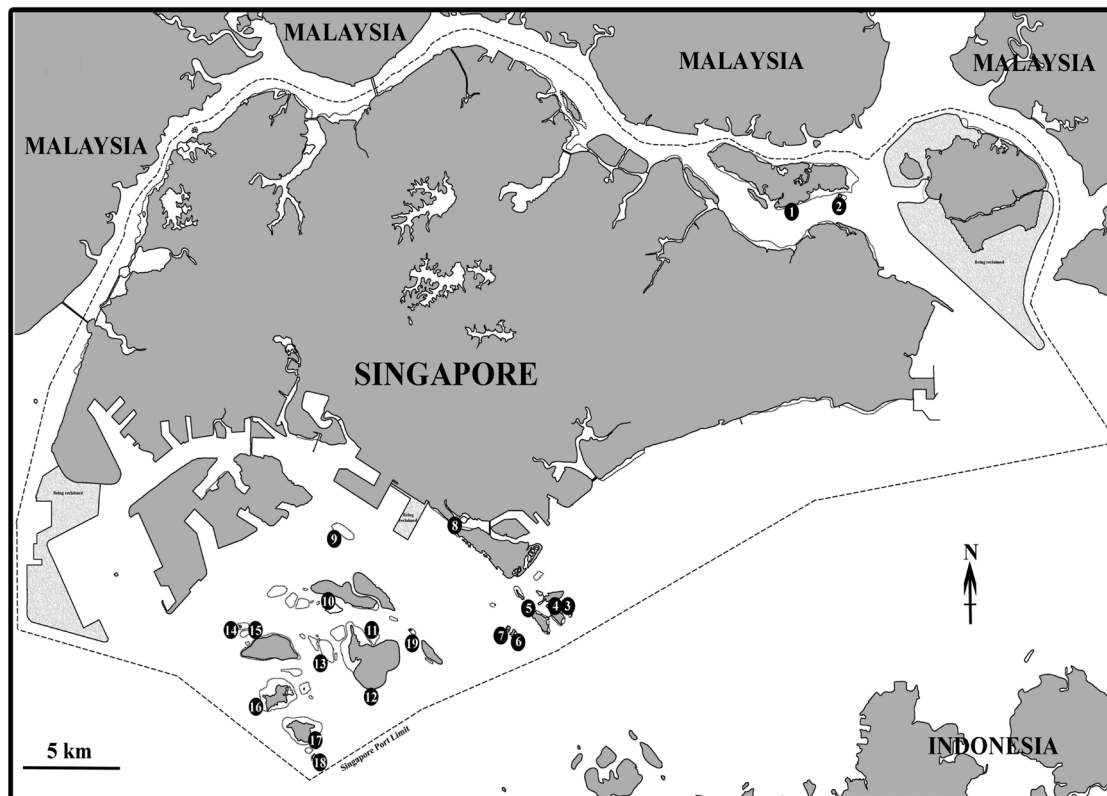 MALAYSIA
MALAYSIA
MALAYSIA
MALAYSIA
1
2
Being reclaimed
SINGAPORE
Being reclaimed
Being
reclaimed
8
9
N
10
5
4
3
14
15
11
7
6
19
13
16
12
17
18
Singapore Port Limit
5 km
INDONESIA